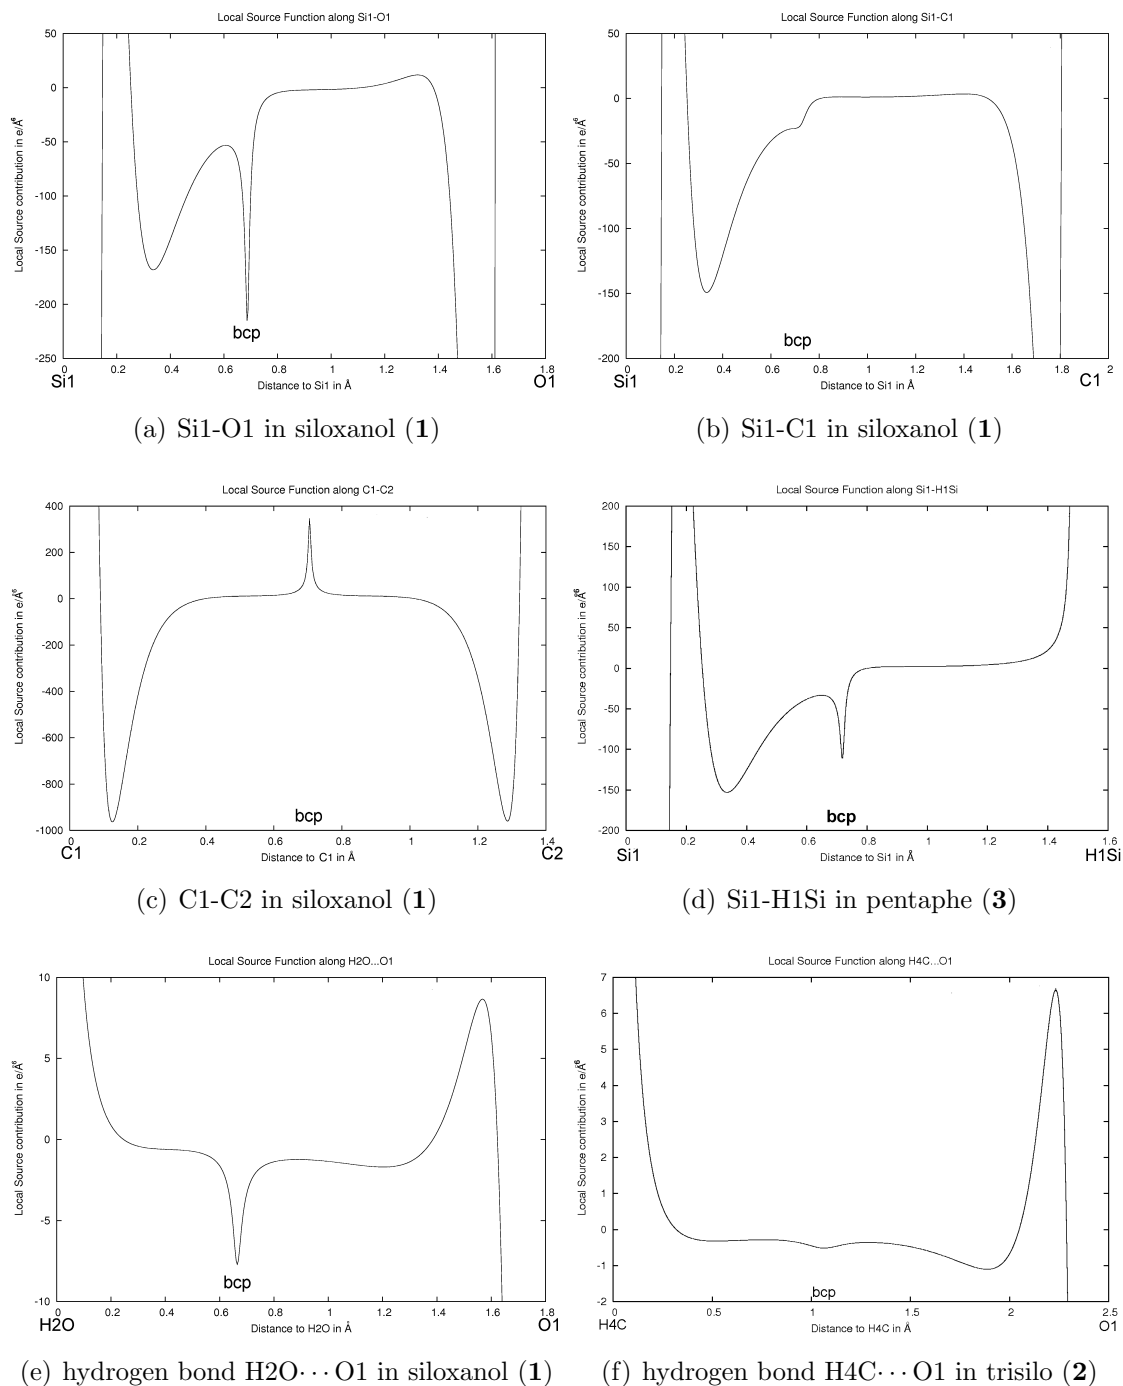 Local Source Function along Si1-O1
Local Source contribution in e/Å⁶
50
0
-50
-100
-150
-200
-250
bcp
0 0.2 0.4 0.6 0.8 1 1.2 1.4 1.6 1.8
Si1 Distance to Si1 in Å O1
(a) Si1-O1 in siloxanol (1)
Local Source Function along Si1-C1
Local Source contribution in e/Å⁶
50
0
-50
-100
-150
-200
bcp
0 0.2 0.4 0.6 0.8 1 1.2 1.4 1.6 1.8 2
Si1 Distance to Si1 in Å C1
(b) Si1-C1 in siloxanol (1)
Local Source Function along C1-C2
Local Source contribution in e/Å⁶
400
200
0
-200
-400
-600
-800
-1000
bcp
0 0.2 0.4 0.6 0.8 1 1.2 1.4
C1 Distance to C1 in Å C2
(c) C1-C2 in siloxanol (1)
Local Source Function along Si1-H1Si
Local Source contribution in e/Å⁶
200
150
100
50
0
-50
-100
-150
-200
bcp
0 0.2 0.4 0.6 0.8 1 1.2 1.4 1.6
Si1 Distance to Si1 in Å H1Si
(d) Si1-H1Si in pentaphe (3)
Local Source Function along H2O...O1
Local Source contribution in e/Å⁶
10
5
0
-5
-10
bcp
0 0.2 0.4 0.6 0.8 1 1.2 1.4 1.6 1.8
H2O Distance to H2O in Å O1
(e) hydrogen bond H2O··· O1 in siloxanol (1)
Local Source Function along H4C...O1
Local Source contribution in e/Å⁶
7
6
5
4
3
2
1
0
-1
-2
bcp
0 0.5 1 1.5 2 2.5
H4C Distance to H4C in Å O1
(f) hydrogen bond H4C··· O1 in trisilo (2)